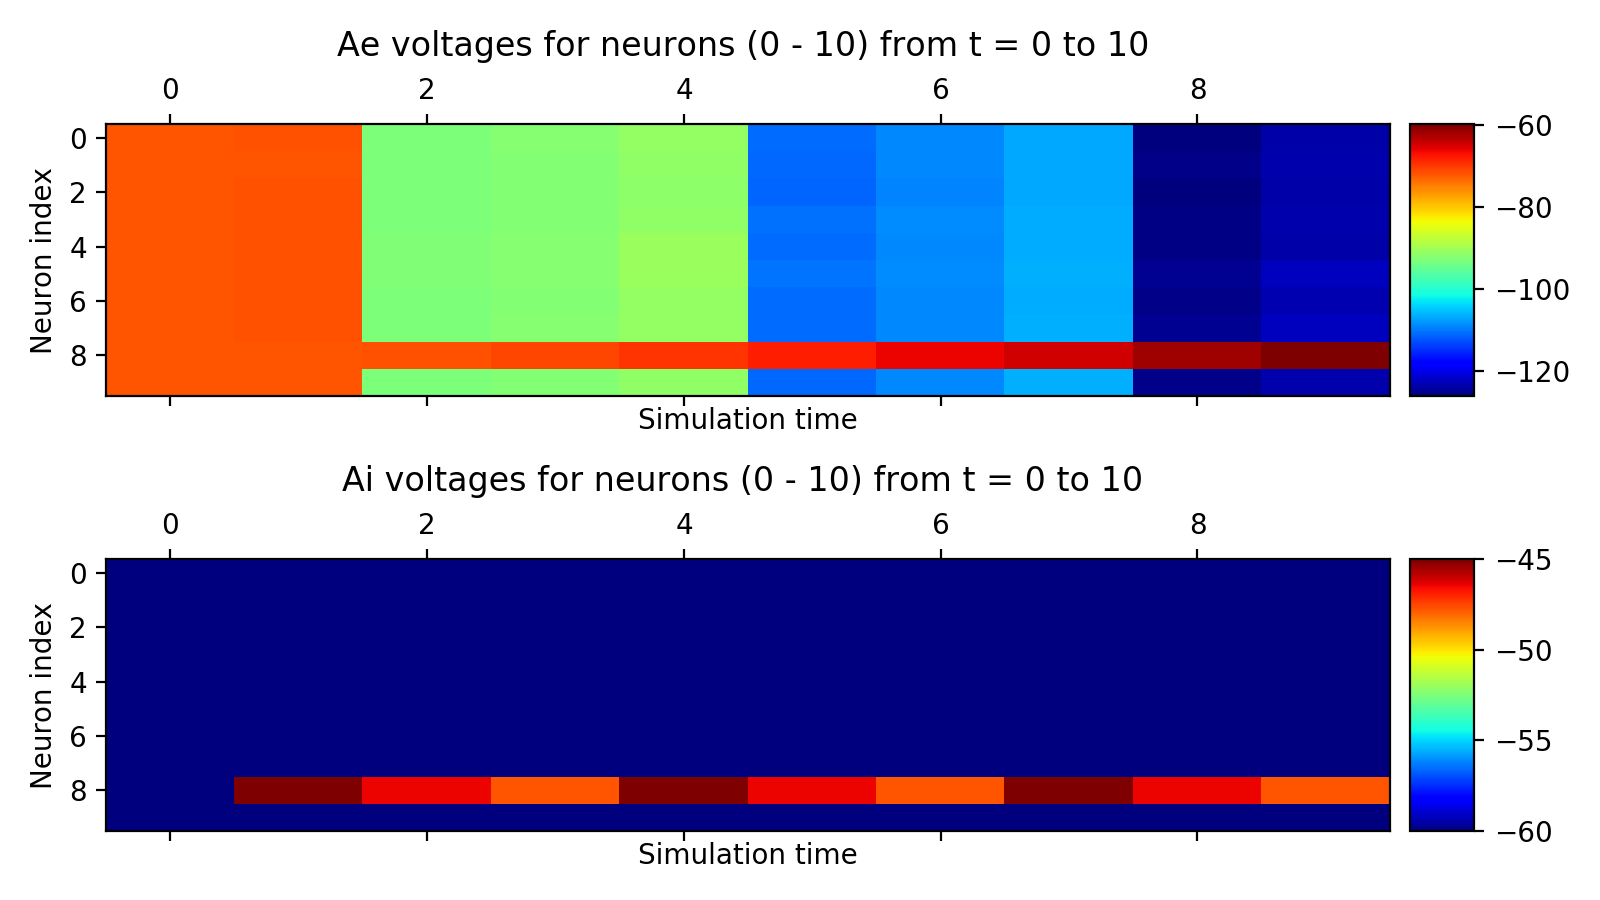 Ae voltages for neurons (0 - 10) from t = 0 to 10
0 2 4 6 8
Neuron index
0
2
4
6
8
Simulation time
−60
−80
−100
−120
Ai voltages for neurons (0 - 10) from t = 0 to 10
0 2 4 6 8
Neuron index
0
2
4
6
8
Simulation time
−45
−50
−55
−60